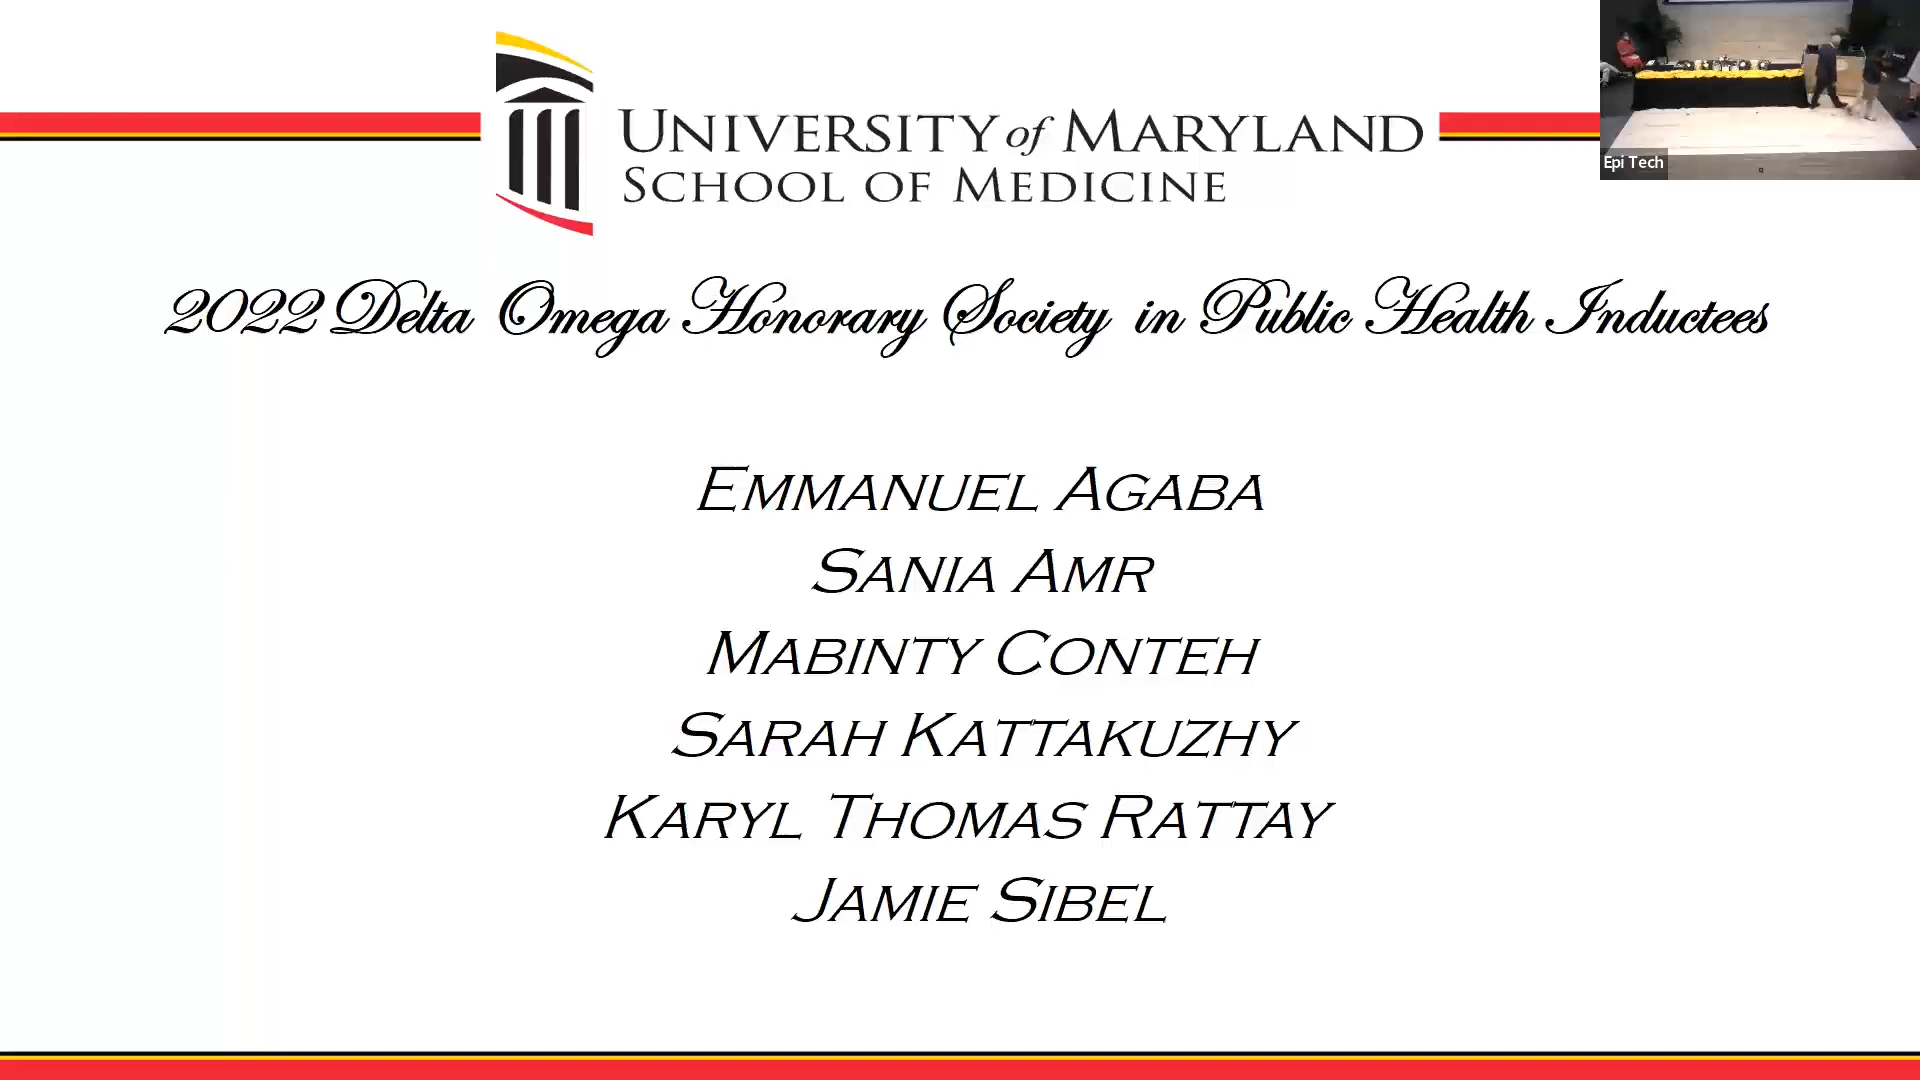 UNIVERSITY of MARYLAND
SCHOOL OF MEDICINE
Epi Tech
2022 Delta Omega Honorary Society in Public Health Inductees
EMMANUEL AGABA
SANIA AMR
MABINTY CONTEH
SARAH KATTAKUZHY
KARYL THOMAS RATTAY
JAMIE SIBEL